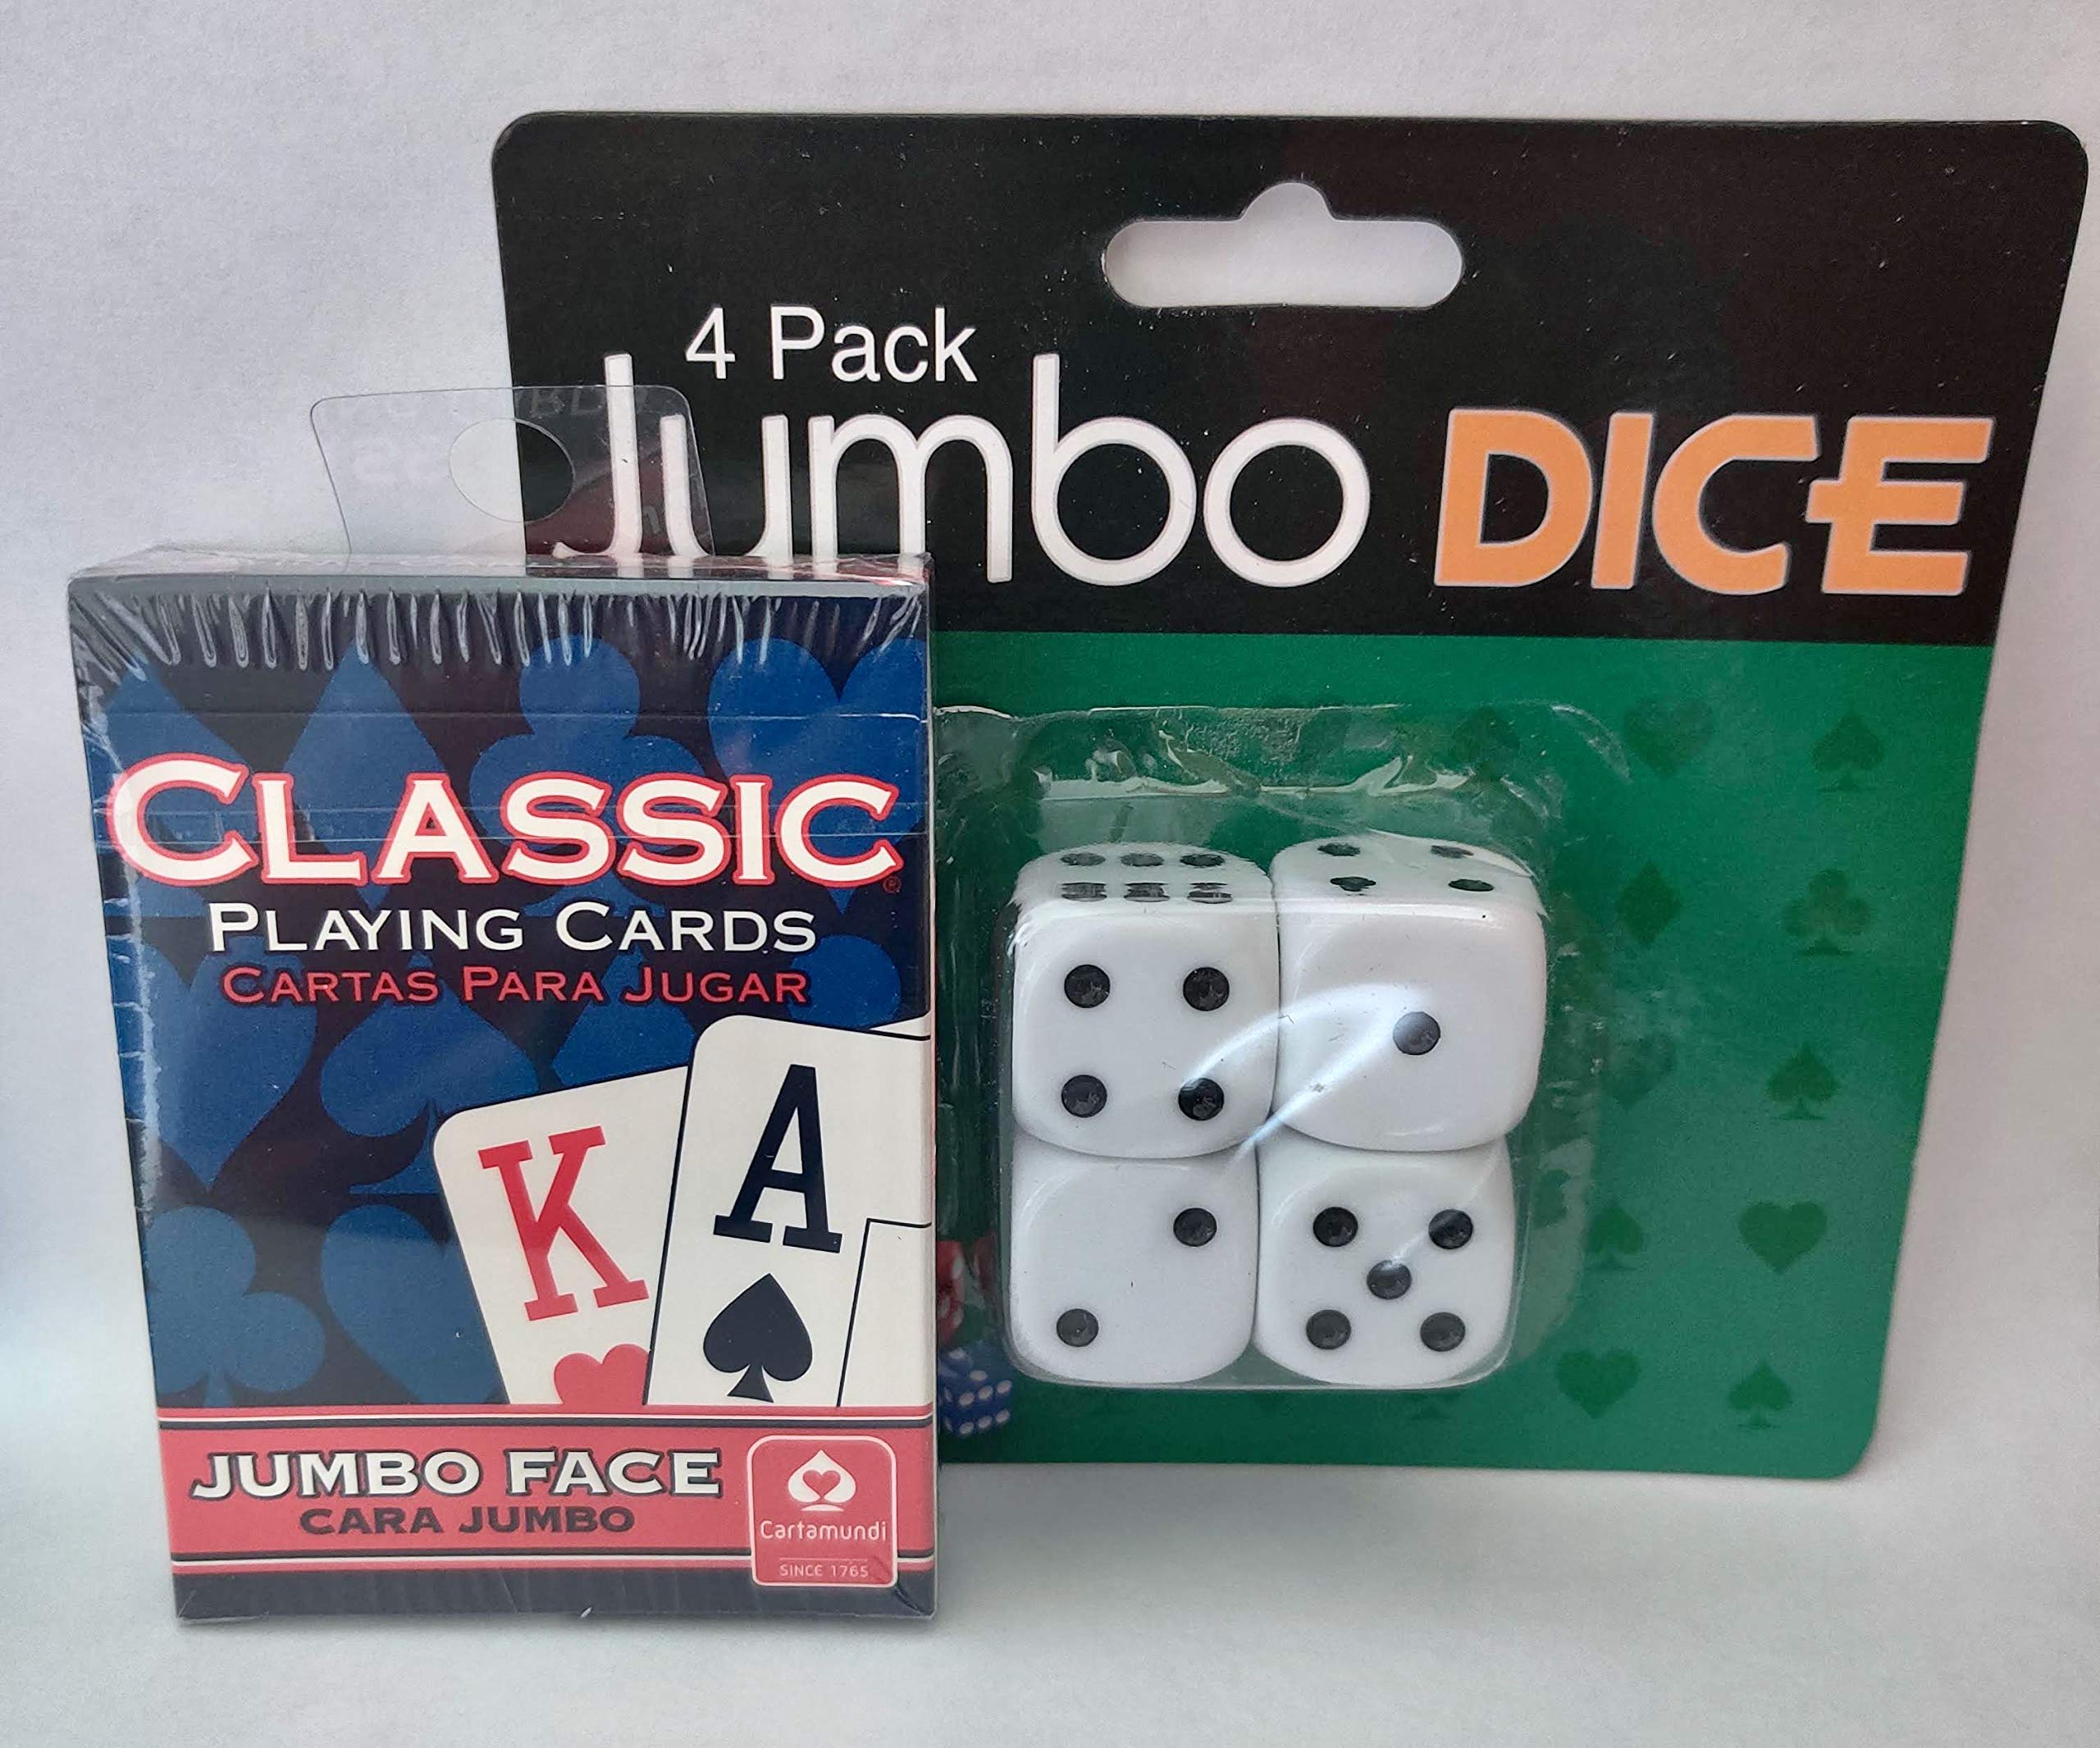 4 Pack
Jumbo DICE
CLASSIC®
PLAYING CARDS
CARTAS PARA JUGAR
K
A
JUMBO FACE
CARA JUMBO
Cartamundi
SINCE 1765